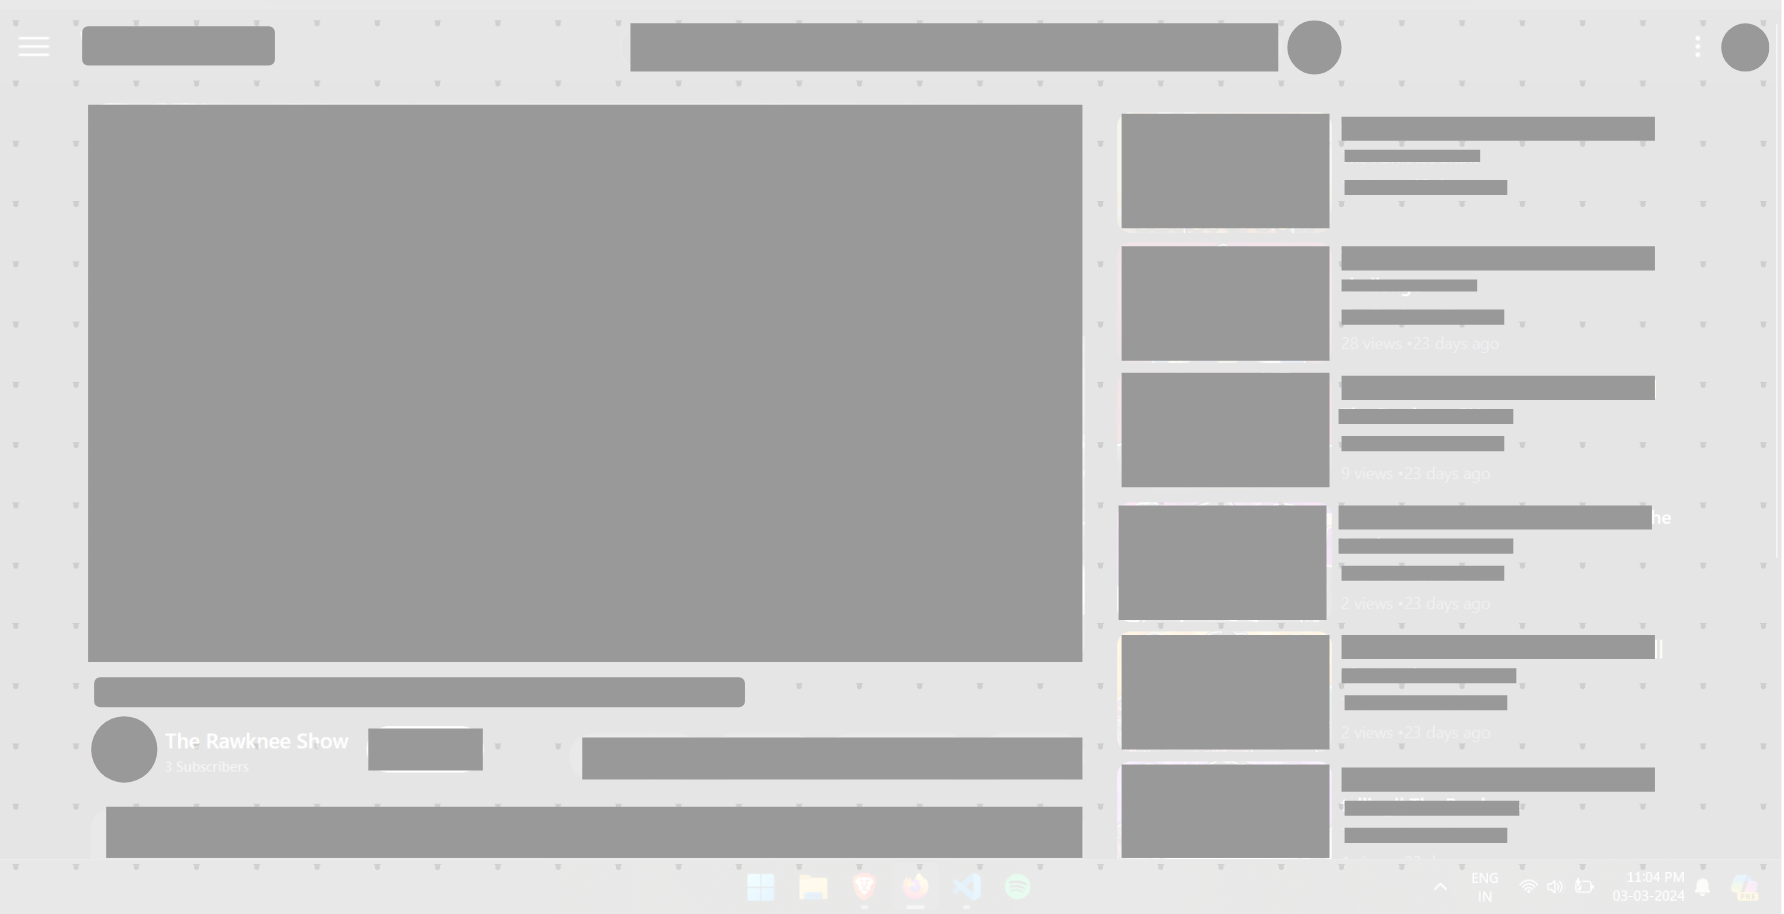 28 views •23 days ago
9 views •23 days ago
he
2 views •23 days ago
2 views •23 days ago
The Rawknee Show
3 Subscribers
ENG
IN
11:04 PM
03-03-2024